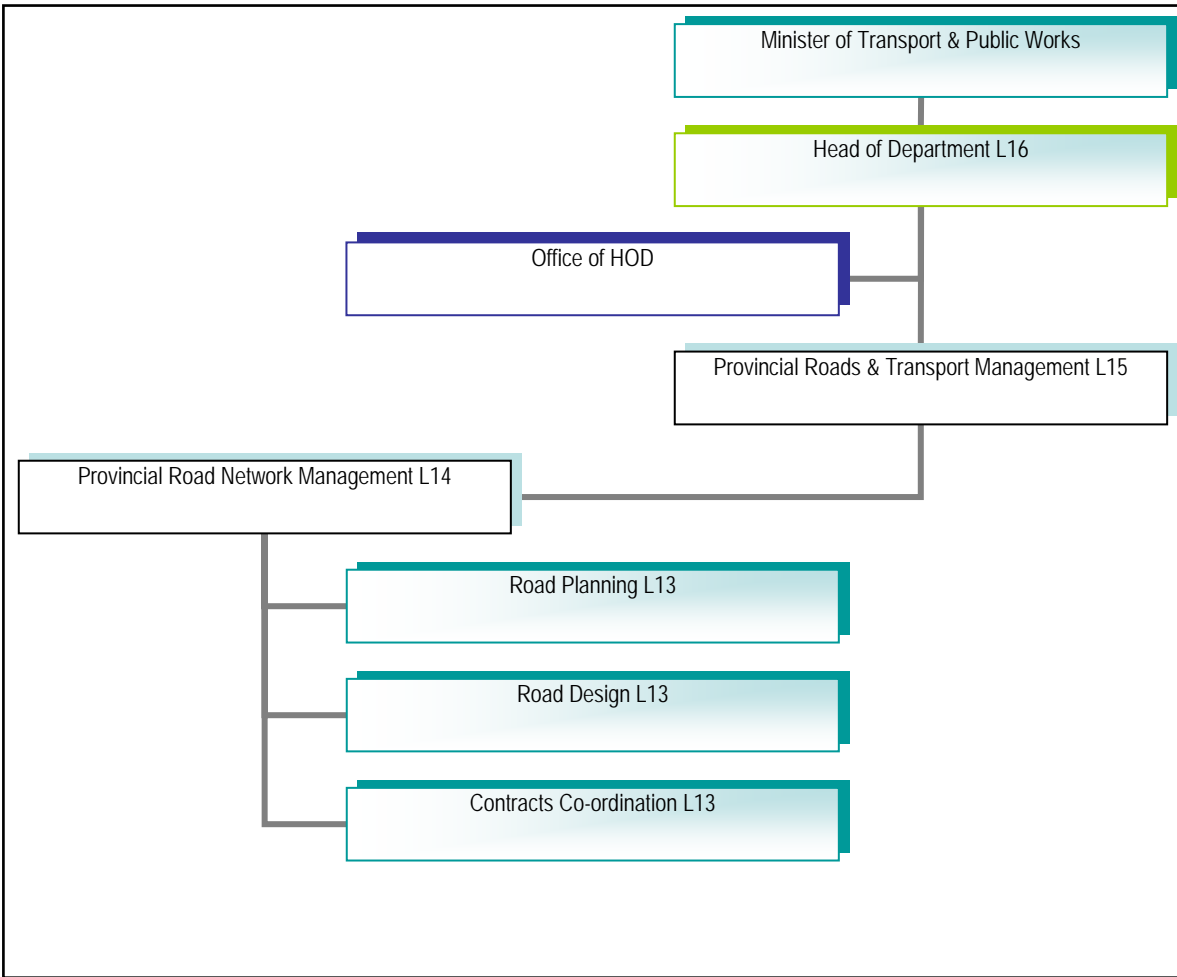 Minister of Transport & Public Works
Head of Department L16
Office of HOD
Provincial Roads & Transport Management L15
Provincial Road Network Management L14
Road Planning L13
Road Design L13
Contracts Co-ordination L13